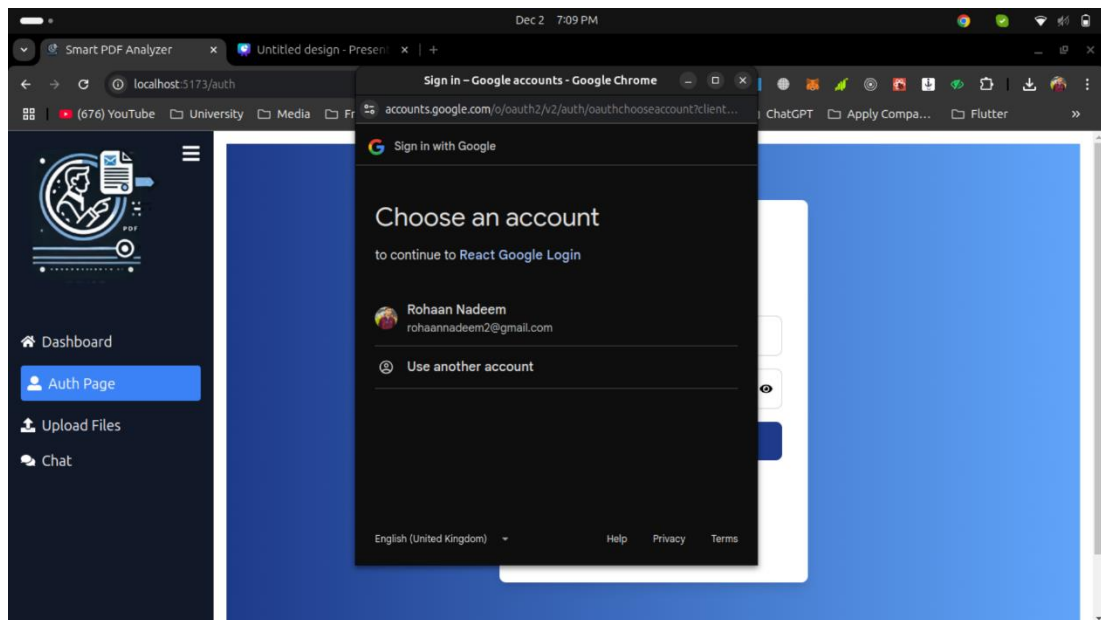 Dec 2 7:09 PM
Smart PDF Analyzer
Untitled design - Present
localhost:5173/auth
(676) YouTube
University
Media
Fr
ChatGPT
Apply Compa...
Flutter
Sign in – Google accounts - Google Chrome
accounts.google.com/o/oauth2/v2/auth/oauthchooseaccount?client...
Sign in with Google
Choose an account
to continue to React Google Login
Rohaan Nadeem
rohaannadeem2@gmail.com
Use another account
English (United Kingdom)
Help Privacy Terms
PDF
Dashboard
Auth Page
Upload Files
Chat